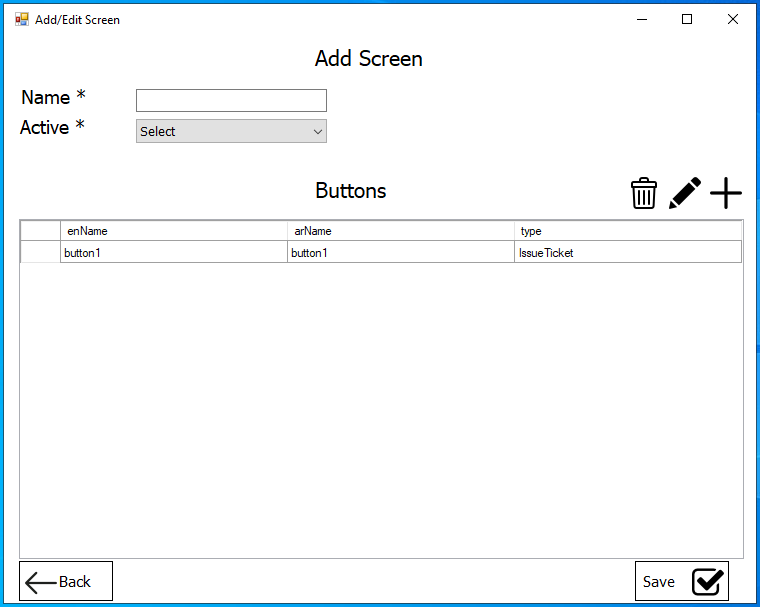 Add/Edit Screen
Add Screen
Name *
Active *
Select
Buttons
enName arName type
button1 button1 IssueTicket
Back
Save